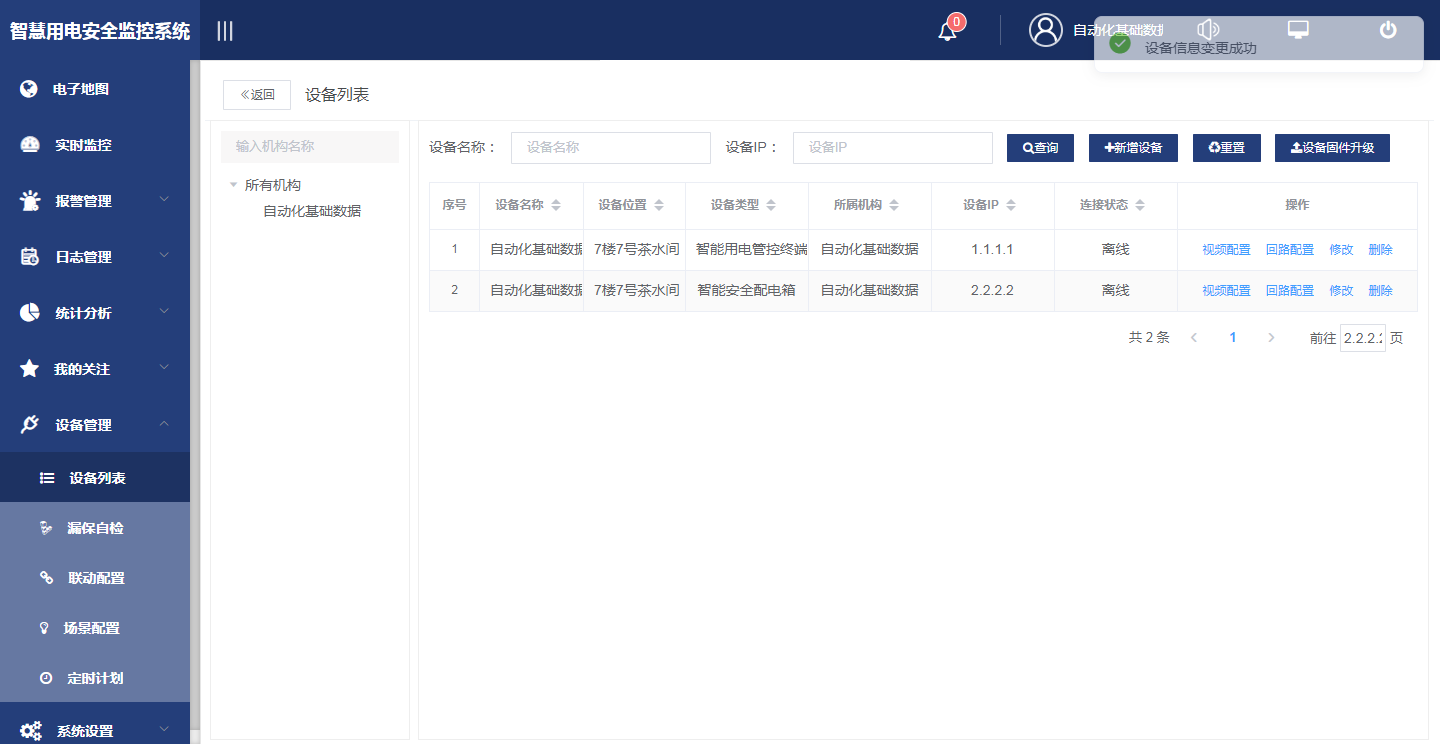 智慧用电安全监控系统
0
设备信息变更成功
电子地图
实时监控
报警管理
日志管理
统计分析
我的关注
设备管理
设备列表
漏保自检
联动配置
场景配置
定时计划
系统设置
返回 设备列表
输入机构名称
所有机构
自动化基础数据
设备名称： 设备名称 设备IP： 设备IP 查询 新增设备 重置 设备固件升级
序号 设备名称 设备位置 设备类型 所属机构 设备IP 连接状态 操作
1 自动化基础数据 7楼7号茶水间 智能用电管控终端 自动化基础数据 1.1.1.1 离线 视频配置 回路配置 修改 删除
2 自动化基础数据 7楼7号茶水间 智能安全配电箱 自动化基础数据 2.2.2.2 离线 视频配置 回路配置 修改 删除
共 2 条 1 前往 2.2.2. 页